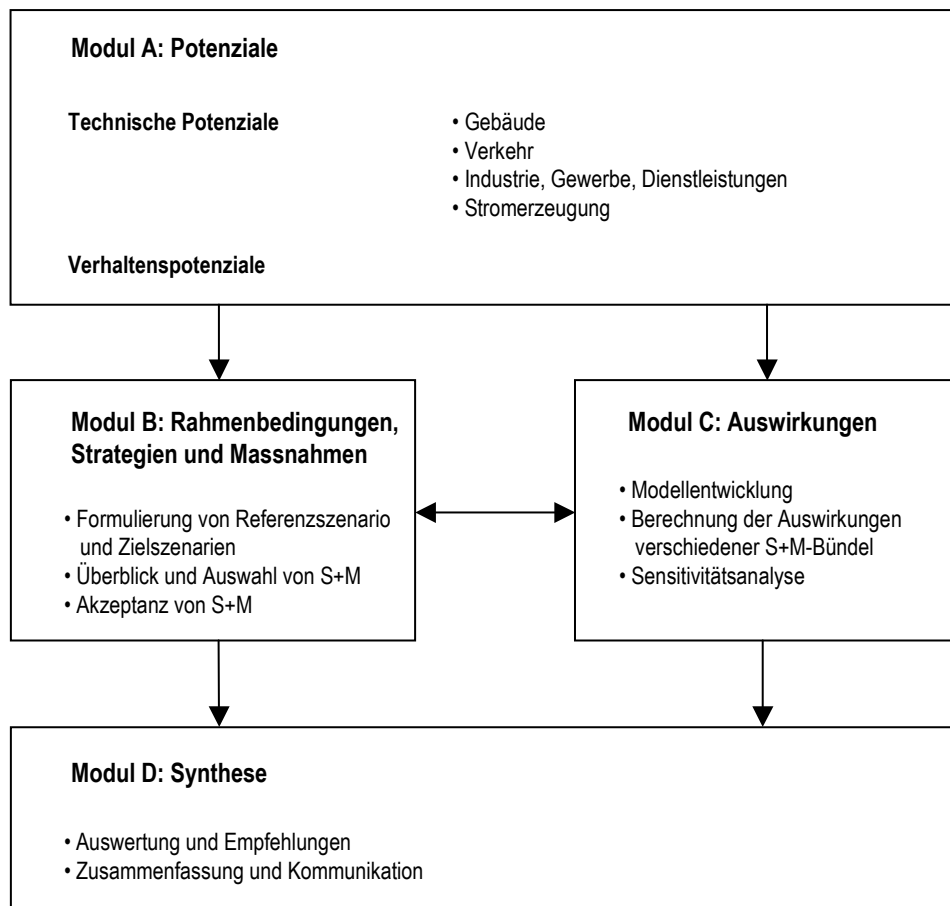 Modul A: Potenziale
Technische Potenziale
• Gebäude
• Verkehr
• Industrie, Gewerbe, Dienstleistungen
• Stromerzeugung
Verhaltenspotenziale
Modul B: Rahmenbedingungen,
Strategien und Massnahmen
• Formulierung von Referenzszenario
und Zielszenarien
• Überblick und Auswahl von S+M
• Akzeptanz von S+M
Modul C: Auswirkungen
• Modellentwicklung
• Berechnung der Auswirkungen
verschiedener S+M-Bündel
• Sensitivitätsanalyse
Modul D: Synthese
• Auswertung und Empfehlungen
• Zusammenfassung und Kommunikation